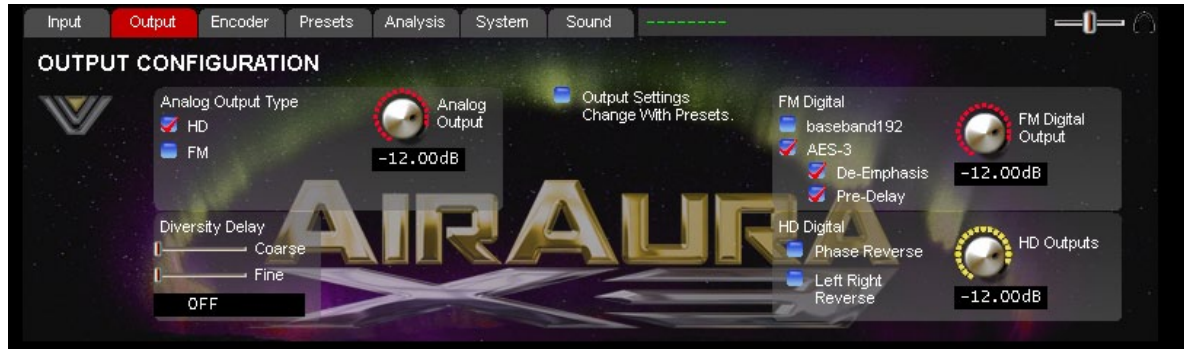 Input Output Encoder Presets Analysis System Sound --------
OUTPUT CONFIGURATION
Analog Output Type
HD
FM
Analog
Output
-12.00dB
Output Settings
Change With Presets.
FM Digital
baseband192
AES-3
De-Emphasis
Pre-Delay
FM Digital
Output
-12.00dB
Diversity Delay
Coarse
Fine
OFF
HD Digital
Phase Reverse
Left Right
Reverse
HD Outputs
-12.00dB
AIRAURA
X3